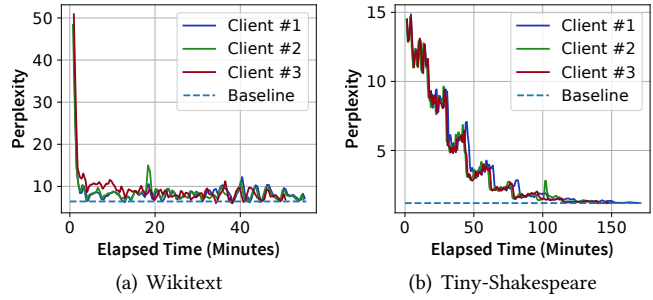 50
40
30
20
10
0
20
40
Perplexity
Elapsed Time (Minutes)
Client #1
Client #2
Client #3
Baseline
(a) Wikitext
15
10
5
0
50
100
150
Perplexity
Elapsed Time (Minutes)
Client #1
Client #2
Client #3
Baseline
(b) Tiny-Shakespeare